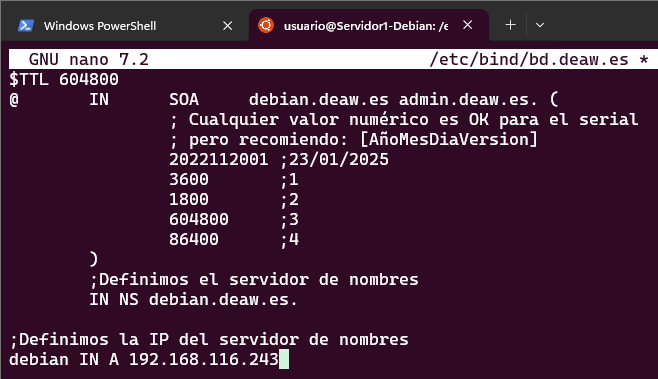 Windows PowerShell
usuario@Servidor1-Debian: /e
GNU nano 7.2 /etc/bind/bd.deaw.es *
$TTL 604800
@ IN SOA debian.deaw.es admin.deaw.es. (
; Cualquier valor numérico es OK para el serial
; pero recomiendo: [AñoMesDiaVersion]
2022112001 ;23/01/2025
3600 ;1
1800 ;2
604800 ;3
86400 ;4
)
;Definimos el servidor de nombres
IN NS debian.deaw.es.
;Definimos la IP del servidor de nombres
debian IN A 192.168.116.243